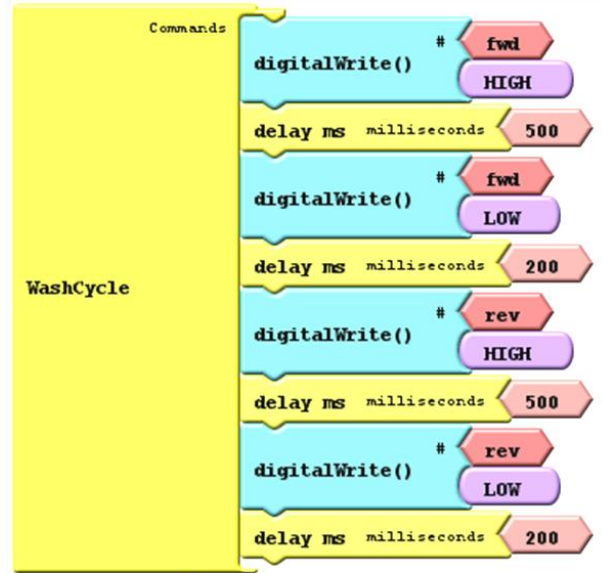 Commands
# fwd
digitalWrite()
HIGH
delay ms milliseconds 500
# fwd
digitalWrite()
LOW
delay ms milliseconds 200
WashCycle
# rev
digitalWrite()
HIGH
delay ms milliseconds 500
# rev
digitalWrite()
LOW
delay ms milliseconds 200